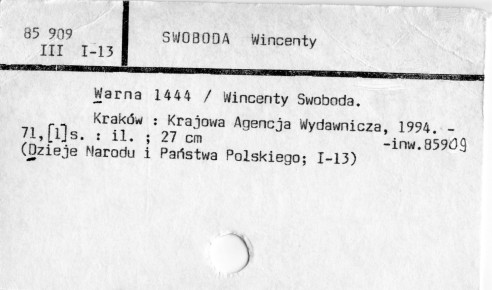 85 909
III I-13
SWOBODA Wincenty
Warna 1444 / Wincenty Swoboda.
Kraków : Krajowa Agencja Wydawnicza, 1994. -
71,[1]s. : il. ; 27 cm
-inw.85909
(Dzieje Narodu i Państwa Polskiego; I-13)